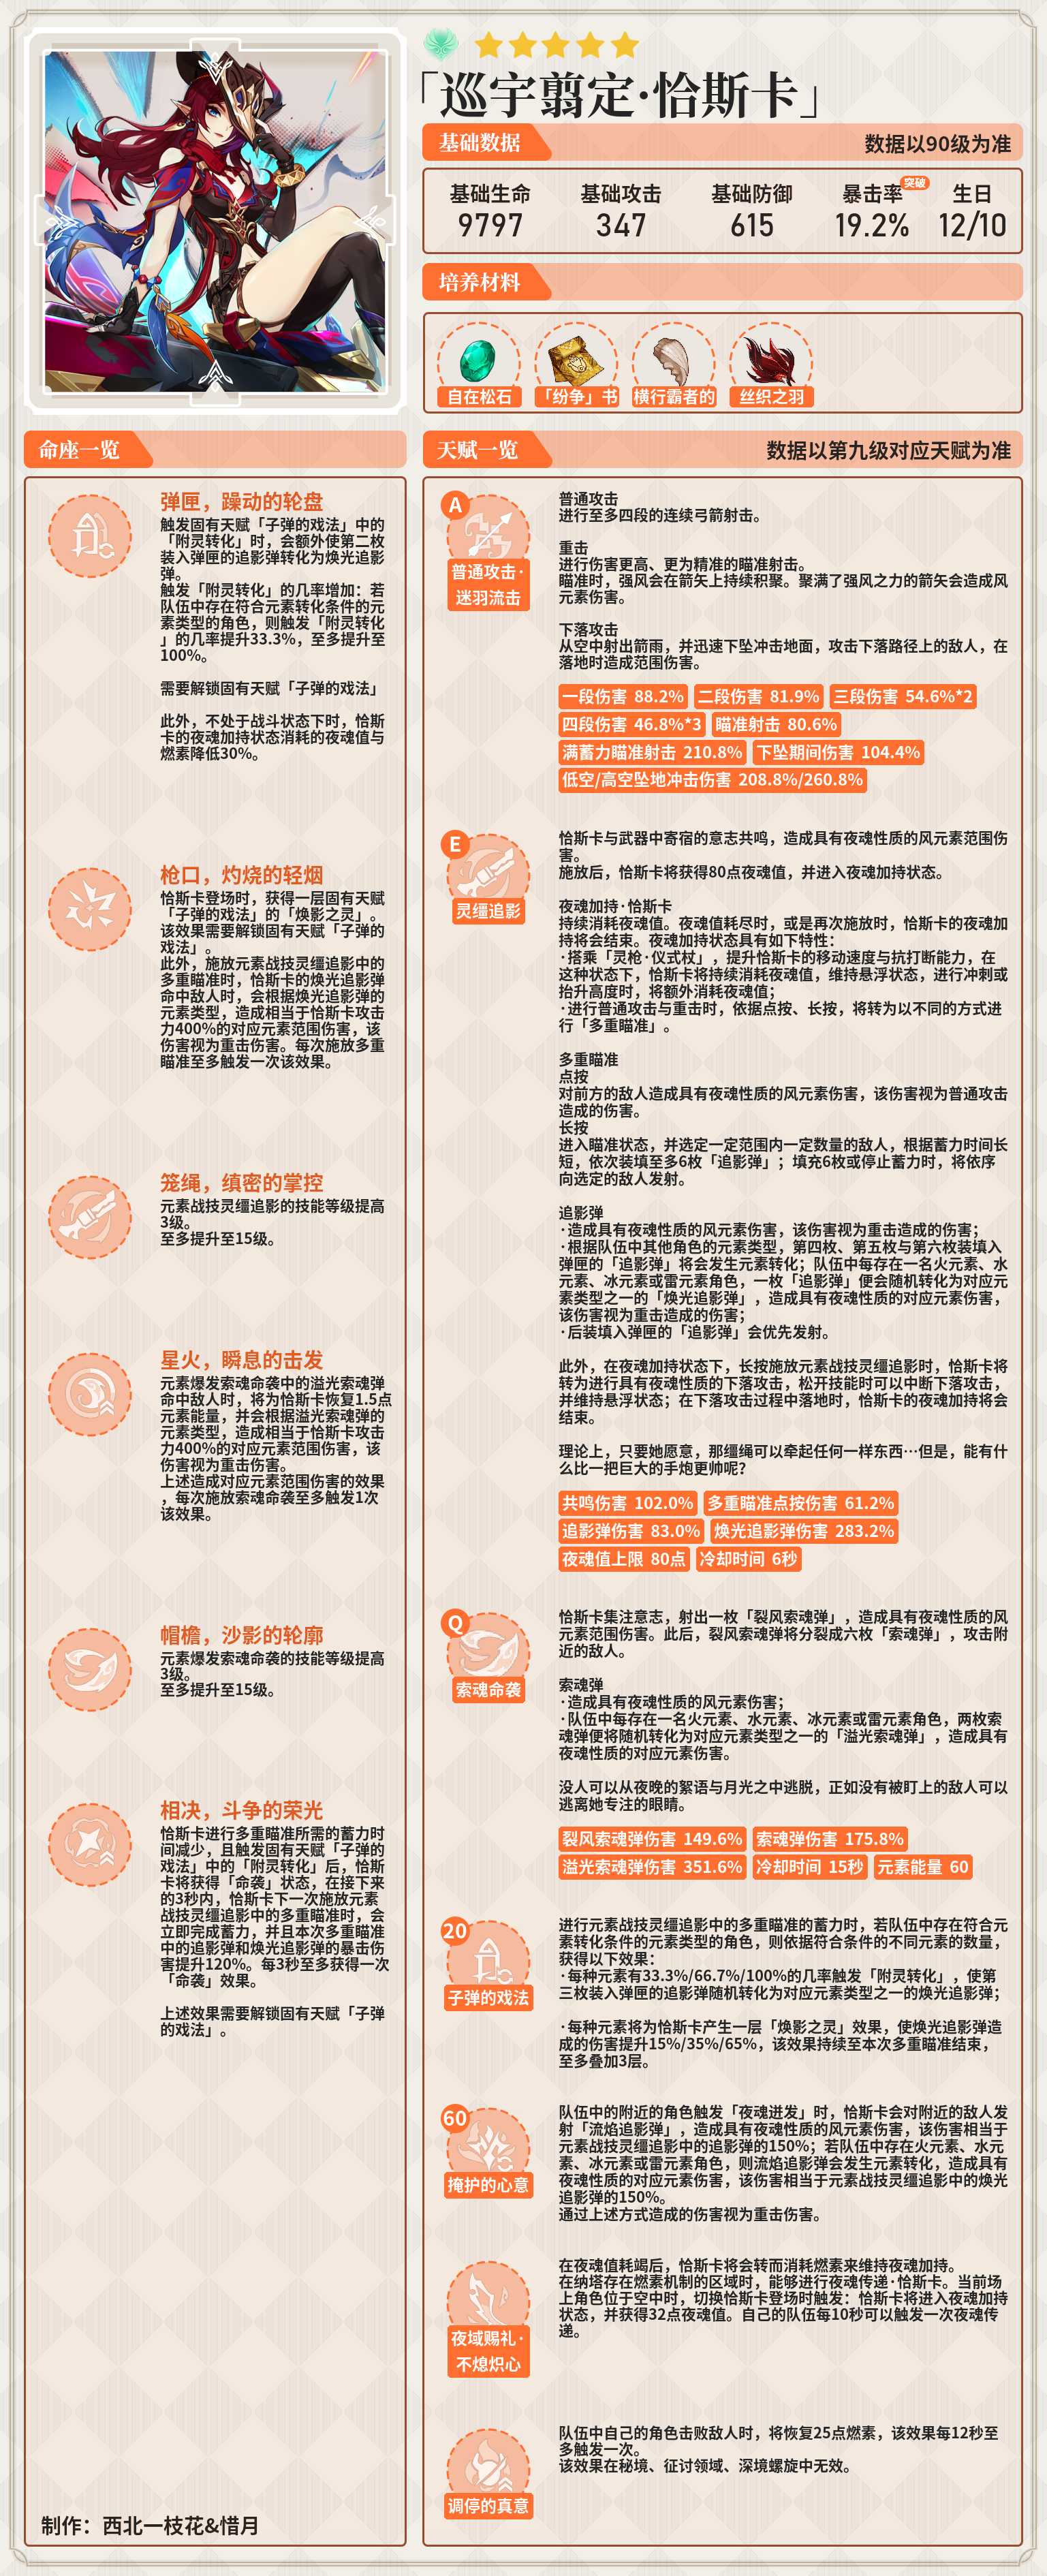 「巡宇翦定·恰斯卡」
基础数据
数据以90级为准
基础生命
基础攻击
基础防御
暴击率
突破
生日
9797
347
615
19.2%
12/10
培养材料
自在松石
「纷争」书
横行霸者的
丝织之羽
命座一览
弹匣，躁动的轮盘
触发固有天赋「子弹的戏法」中的
「附灵转化」时，会额外使第二枚
装入弹匣的追影弹转化为焕光追影
弹。
触发「附灵转化」的几率增加：若
队伍中存在符合元素转化条件的元
素类型的角色，则触发「附灵转化
」的几率提升33.3%，至多提升至
100%。
需要解锁固有天赋「子弹的戏法」
此外，不处于战斗状态下时，恰斯
卡的夜魂加持状态消耗的夜魂值与
燃素降低30%。
枪口，灼烧的轻烟
恰斯卡登场时，获得一层固有天赋
「子弹的戏法」的「焕影之灵」。
该效果需要解锁固有天赋「子弹的
戏法」。
此外，施放元素战技灵缰追影中的
多重瞄准时，恰斯卡的焕光追影弹
命中敌人时，会根据焕光追影弹的
元素类型，造成相当于恰斯卡攻击
力400%的对应元素范围伤害，该
伤害视为重击伤害。每次施放多重
瞄准至多触发一次该效果。
笼绳，缜密的掌控
元素战技灵缰追影的技能等级提高
3级。
至多提升至15级。
星火，瞬息的击发
元素爆发索魂命袭中的溢光索魂弹
命中敌人时，将为恰斯卡恢复1.5点
元素能量，并会根据溢光索魂弹的
元素类型，造成相当于恰斯卡攻击
力400%的对应元素范围伤害，该
伤害视为重击伤害。
上述造成对应元素范围伤害的效果
，每次施放索魂命袭至多触发1次
该效果。
帽檐，沙影的轮廓
元素爆发索魂命袭的技能等级提高
3级。
至多提升至15级。
相决，斗争的荣光
恰斯卡进行多重瞄准所需的蓄力时
间减少，且触发固有天赋「子弹的
戏法」中的「附灵转化」后，恰斯
卡将获得「命袭」状态，在接下来
的3秒内，恰斯卡下一次施放元素
战技灵缰追影中的多重瞄准时，会
立即完成蓄力，并且本次多重瞄准
中的追影弹和焕光追影弹的暴击伤
害提升120%。每3秒至多获得一次
「命袭」效果。
上述效果需要解锁固有天赋「子弹
的戏法」。
制作：西北一枝花&惜月
天赋一览
数据以第九级对应天赋为准
A
普通攻击·
迷羽流击
普通攻击
进行至多四段的连续弓箭射击。
重击
进行伤害更高、更为精准的瞄准射击。
瞄准时，强风会在箭矢上持续积聚。聚满了强风之力的箭矢会造成风
元素伤害。
下落攻击
从空中射出箭雨，并迅速下坠冲击地面，攻击下落路径上的敌人，在
落地时造成范围伤害。
一段伤害 88.2% 二段伤害 81.9% 三段伤害 54.6%*2
四段伤害 46.8%*3 瞄准射击 80.6%
满蓄力瞄准射击 210.8% 下坠期间伤害 104.4%
低空/高空坠地冲击伤害 208.8%/260.8%
E
灵缰追影
恰斯卡与武器中寄宿的意志共鸣，造成具有夜魂性质的风元素范围伤
害。
施放后，恰斯卡将获得80点夜魂值，并进入夜魂加持状态。
夜魂加持·恰斯卡
持续消耗夜魂值。夜魂值耗尽时，或是再次施放时，恰斯卡的夜魂加
持将会结束。夜魂加持状态具有如下特性：
·搭乘「灵枪·仪式杖」，提升恰斯卡的移动速度与抗打断能力，在
这种状态下，恰斯卡将持续消耗夜魂值，维持悬浮状态，进行冲刺或
抬升高度时，将额外消耗夜魂值；
·进行普通攻击与重击时，依据点按、长按，将转为以不同的方式进
行「多重瞄准」。
多重瞄准
点按
对前方的敌人造成具有夜魂性质的风元素伤害，该伤害视为普通攻击
造成的伤害。
长按
进入瞄准状态，并选定一定范围内一定数量的敌人，根据蓄力时间长
短，依次装填至多6枚「追影弹」；填充6枚或停止蓄力时，将依序
向选定的敌人发射。
追影弹
·造成具有夜魂性质的风元素伤害，该伤害视为重击造成的伤害；
·根据队伍中其他角色的元素类型，第四枚、第五枚与第六枚装填入
弹匣的「追影弹」将会发生元素转化；队伍中每存在一名火元素、水
元素、冰元素或雷元素角色，一枚「追影弹」便会随机转化为对应元
素类型之一的「焕光追影弹」，造成具有夜魂性质的对应元素伤害，
该伤害视为重击造成的伤害；
·后装填入弹匣的「追影弹」会优先发射。
此外，在夜魂加持状态下，长按施放元素战技灵缰追影时，恰斯卡将
转为进行具有夜魂性质的下落攻击，松开技能时可以中断下落攻击，
并维持悬浮状态；在下落攻击过程中落地时，恰斯卡的夜魂加持将会
结束。
理论上，只要她愿意，那缰绳可以牵起任何一样东西…但是，能有什
么比一把巨大的手炮更帅呢？
共鸣伤害 102.0% 多重瞄准点按伤害 61.2%
追影弹伤害 83.0% 焕光追影弹伤害 283.2%
夜魂值上限 80点 冷却时间 6秒
Q
索魂命袭
恰斯卡集注意志，射出一枚「裂风索魂弹」，造成具有夜魂性质的风
元素范围伤害。此后，裂风索魂弹将分裂成六枚「索魂弹」，攻击附
近的敌人。
索魂弹
·造成具有夜魂性质的风元素伤害；
·队伍中每存在一名火元素、水元素、冰元素或雷元素角色，两枚索
魂弹便将随机转化为对应元素类型之一的「溢光索魂弹」，造成具有
夜魂性质的对应元素伤害。
没人可以从夜晚的絮语与月光之中逃脱，正如没有被盯上的敌人可以
逃离她专注的眼睛。
裂风索魂弹伤害 149.6% 索魂弹伤害 175.8%
溢光索魂弹伤害 351.6% 冷却时间 15秒 元素能量 60
20
子弹的戏法
进行元素战技灵缰追影中的多重瞄准的蓄力时，若队伍中存在符合元
素转化条件的元素类型的角色，则依据符合条件的不同元素的数量，
获得以下效果：
·每种元素有33.3%/66.7%/100%的几率触发「附灵转化」，使第
三枚装入弹匣的追影弹随机转化为对应元素类型之一的焕光追影弹；
·每种元素将为恰斯卡产生一层「焕影之灵」效果，使焕光追影弹造
成的伤害提升15%/35%/65%，该效果持续至本次多重瞄准结束，
至多叠加3层。
60
掩护的心意
队伍中的附近的角色触发「夜魂迸发」时，恰斯卡会对附近的敌人发
射「流焰追影弹」，造成具有夜魂性质的风元素伤害，该伤害相当于
元素战技灵缰追影中的追影弹的150%；若队伍中存在火元素、水元
素、冰元素或雷元素角色，则流焰追影弹会发生元素转化，造成具有
夜魂性质的对应元素伤害，该伤害相当于元素战技灵缰追影中的焕光
追影弹的150%。
通过上述方式造成的伤害视为重击伤害。
夜域赐礼·
不熄炽心
在夜魂值耗竭后，恰斯卡将会转而消耗燃素来维持夜魂加持。
在纳塔存在燃素机制的区域时，能够进行夜魂传递·恰斯卡。当前场
上角色位于空中时，切换恰斯卡登场时触发：恰斯卡将进入夜魂加持
状态，并获得32点夜魂值。自己的队伍每10秒可以触发一次夜魂传
递。
调停的真意
队伍中自己的角色击败敌人时，将恢复25点燃素，该效果每12秒至
多触发一次。
该效果在秘境、征讨领域、深境螺旋中无效。